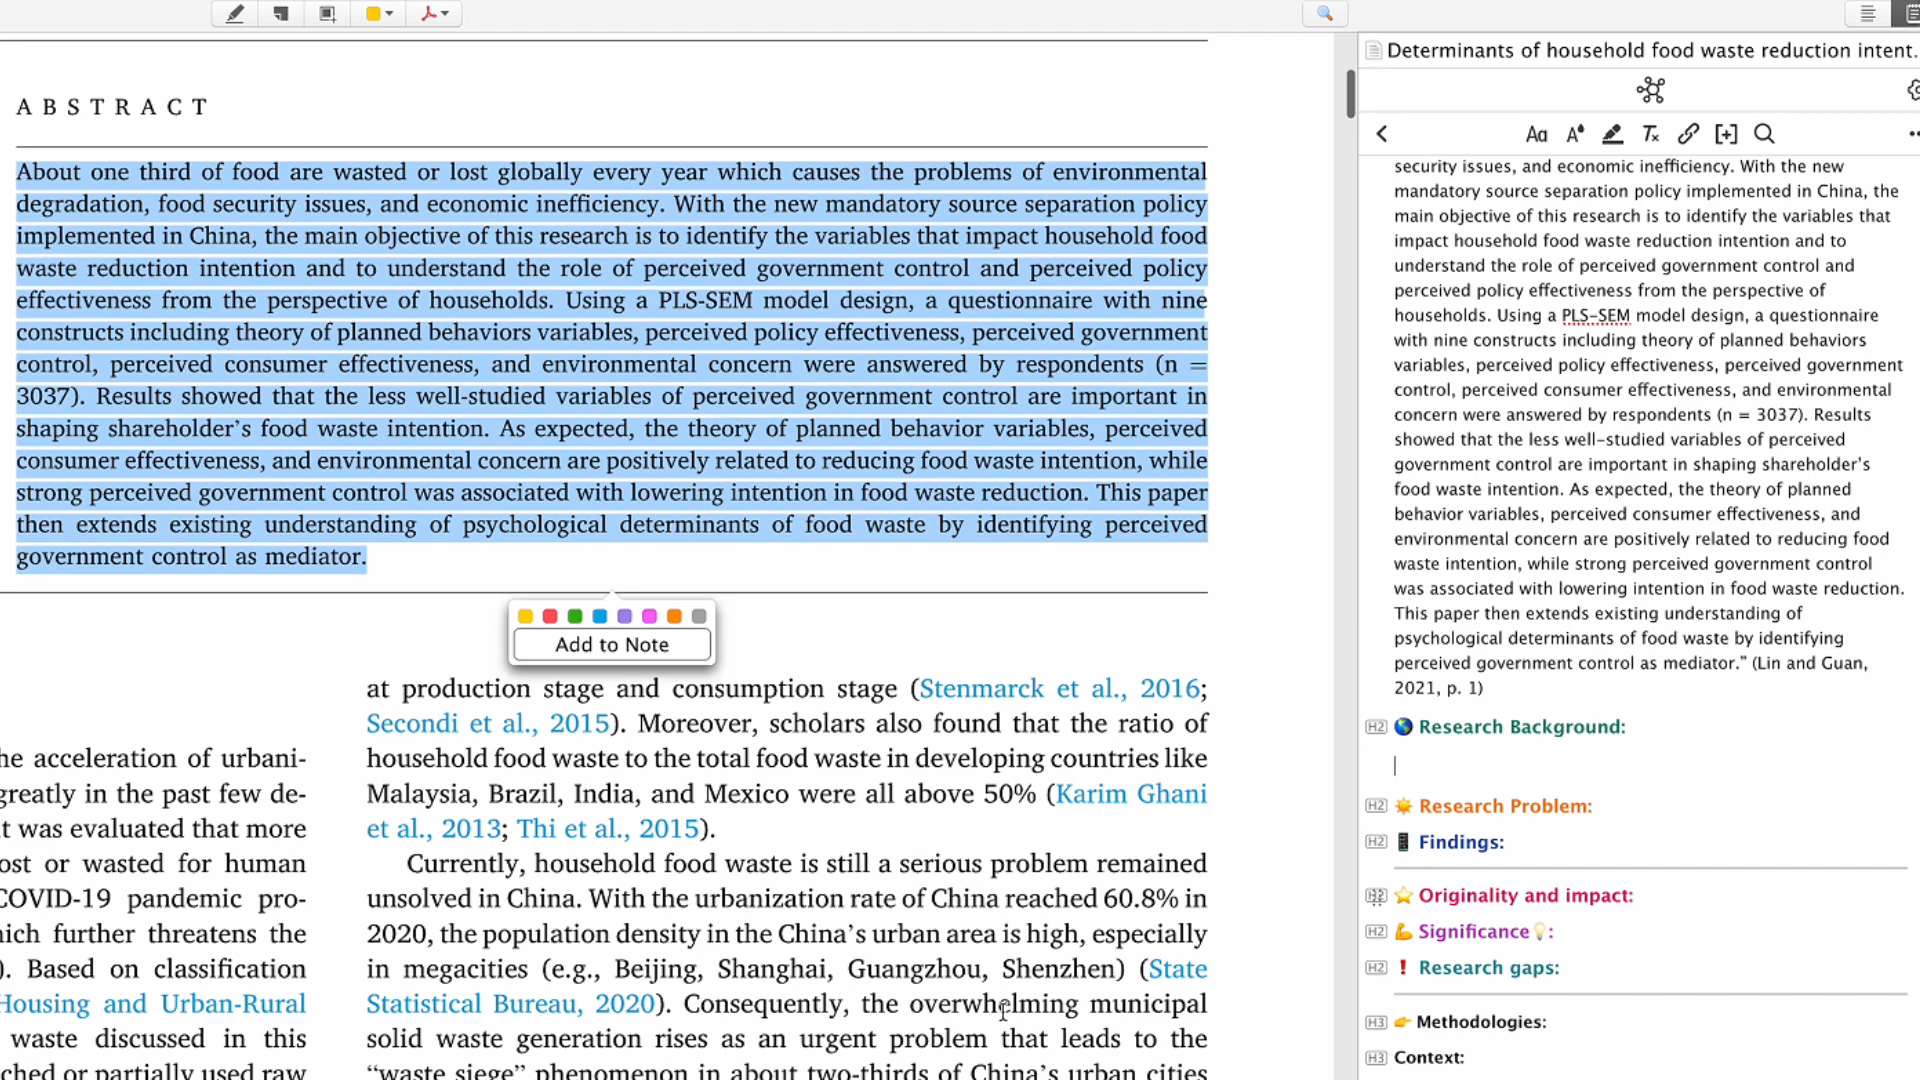 A B S T R A C T
About one third of food are wasted or lost globally every year which causes the problems of environmental
degradation, food security issues, and economic inefficiency. With the new mandatory source separation policy
implemented in China, the main objective of this research is to identify the variables that impact household food
waste reduction intention and to understand the role of perceived government control and perceived policy
effectiveness from the perspective of households. Using a PLS-SEM model design, a questionnaire with nine
constructs including theory of planned behaviors variables, perceived policy effectiveness, perceived government
control, perceived consumer effectiveness, and environmental concern were answered by respondents (n =
3037). Results showed that the less well-studied variables of perceived government control are important in
shaping shareholder's food waste intention. As expected, the theory of planned behavior variables, perceived
consumer effectiveness, and environmental concern are positively related to reducing food waste intention, while
strong perceived government control was associated with lowering intention in food waste reduction. This paper
then extends existing understanding of psychological determinants of food waste by identifying perceived
government control as mediator.
Add to Note
he acceleration of urbani-
greatly in the past few de-
t was evaluated that more
ost or wasted for human
COVID-19 pandemic pro-
hich further threatens the
). Based on classification
Housing and Urban-Rural
waste discussed in this
ched or partially used raw
at production stage and consumption stage (Stenmarck et al., 2016;
Secondi et al., 2015). Moreover, scholars also found that the ratio of
household food waste to the total food waste in developing countries like
Malaysia, Brazil, India, and Mexico were all above 50% (Karim Ghani
et al., 2013; Thi et al., 2015).
Currently, household food waste is still a serious problem remained
unsolved in China. With the urbanization rate of China reached 60.8% in
2020, the population density in the China's urban area is high, especially
in megacities (e.g., Beijing, Shanghai, Guangzhou, Shenzhen) (State
Statistical Bureau, 2020). Consequently, the overwhelming municipal
solid waste generation rises as an urgent problem that leads to the
"waste siege" phenomenon in about two-thirds of China's urban cities
Determinants of household food waste reduction intent...
Aa
security issues, and economic inefficiency. With the new
mandatory source separation policy implemented in China, the
main objective of this research is to identify the variables that
impact household food waste reduction intention and to
understand the role of perceived government control and
perceived policy effectiveness from the perspective of
households. Using a PLS-SEM model design, a questionnaire
with nine constructs including theory of planned behaviors
variables, perceived policy effectiveness, perceived government
control, perceived consumer effectiveness, and environmental
concern were answered by respondents (n = 3037). Results
showed that the less well-studied variables of perceived
government control are important in shaping shareholder's
food waste intention. As expected, the theory of planned
behavior variables, perceived consumer effectiveness, and
environmental concern are positively related to reducing food
waste intention, while strong perceived government control
was associated with lowering intention in food waste reduction.
This paper then extends existing understanding of
psychological determinants of food waste by identifying
perceived government control as mediator." (Lin and Guan,
2021, p. 1)
H2 🌎 Research Background:
H2 ☀️ Research Problem:
H2 📱 Findings:
⭐ Originality and impact:
H2 💪 Significance💡:
H2 ❗ Research gaps:
H3 👉 Methodologies:
H3 Context: